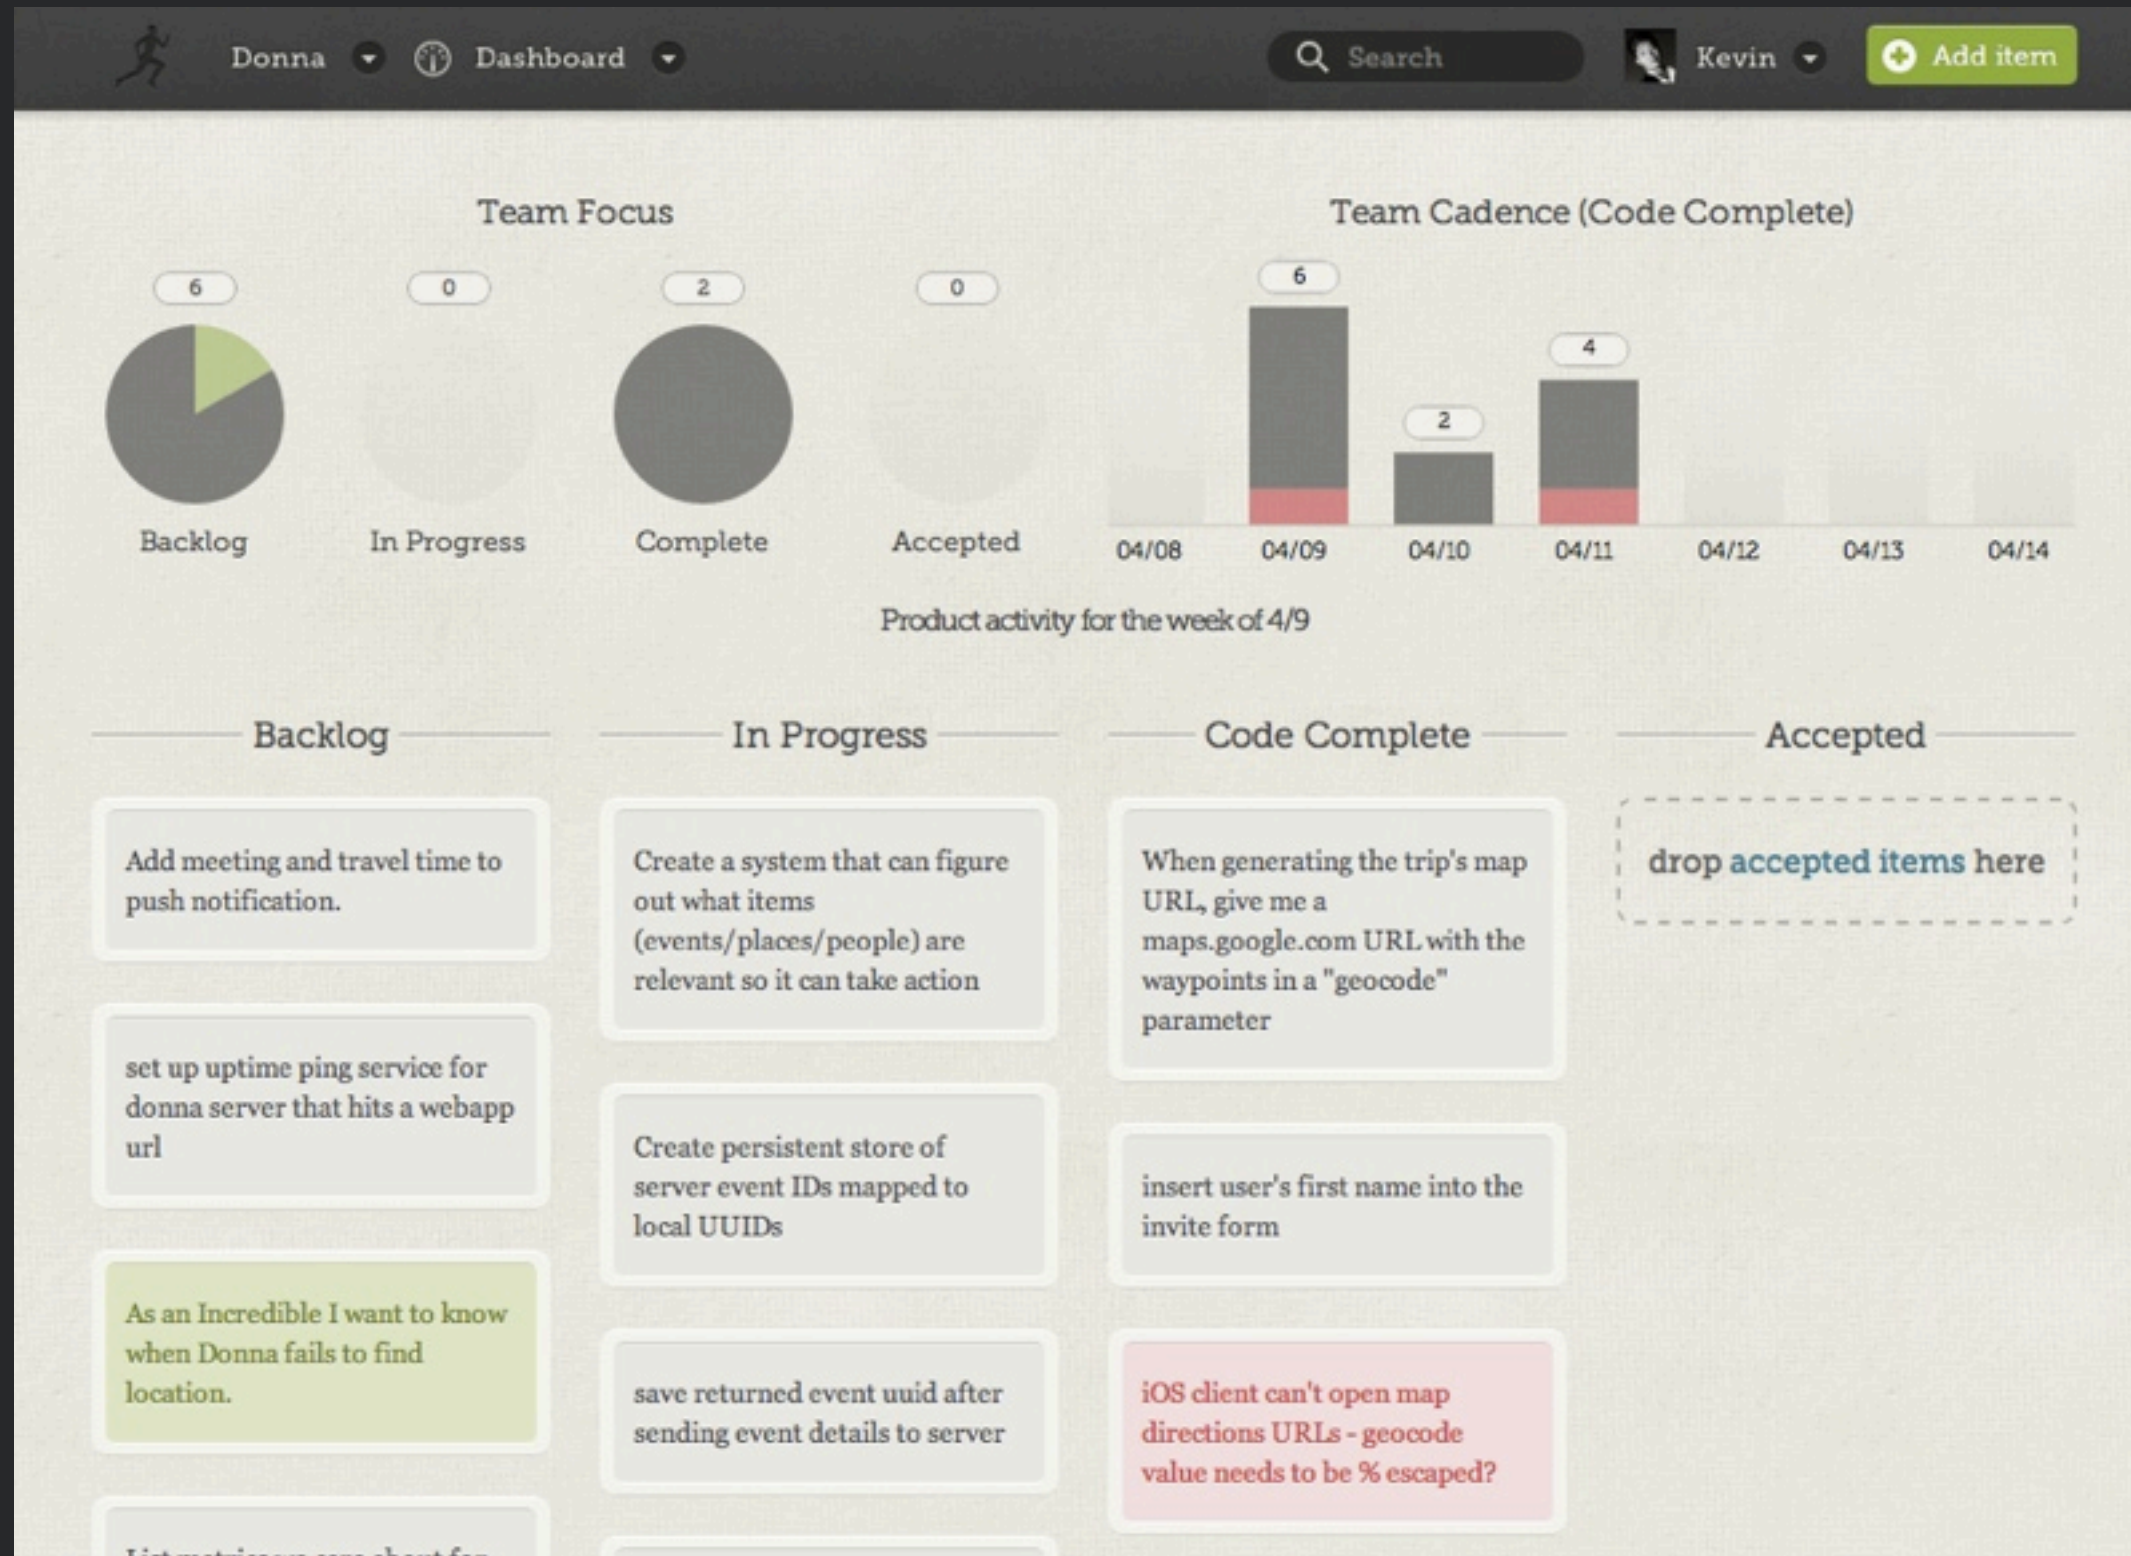 Donna
Dashboard
Search
Kevin
Add item
Team Focus
6
0
2
0
Backlog
In Progress
Complete
Accepted
Team Cadence (Code Complete)
6
2
4
04/08
04/09
04/10
04/11
04/12
04/13
04/14
Product activity for the week of 4/9
Backlog
Add meeting and travel time to
push notification.
set up uptime ping service for
donna server that hits a webapp
url
As an Incredible I want to know
when Donna fails to find
location.
In Progress
Create a system that can figure
out what items
(events/places/people) are
relevant so it can take action
Create persistent store of
server event IDs mapped to
local UUIDs
save returned event uuid after
sending event details to server
Code Complete
When generating the trip's map
URL, give me a
maps.google.com URL with the
waypoints in a "geocode"
parameter
insert user's first name into the
invite form
iOS client can't open map
directions URLs - geocode
value needs to be % escaped?
Accepted
drop accepted items here